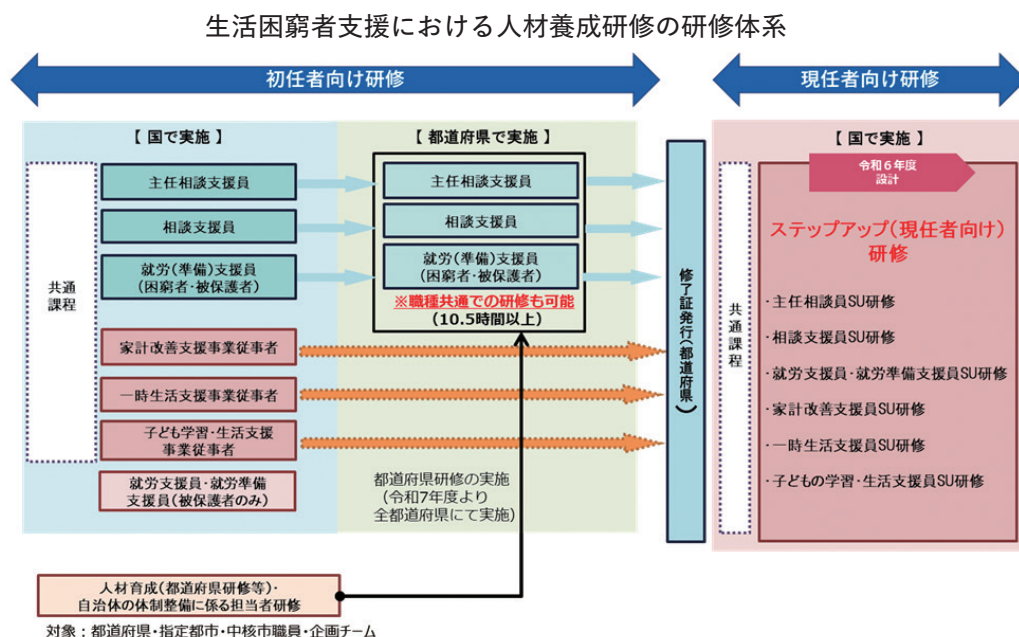 生活困窮者支援における人材養成研修の研修体系
初任者向け研修
現任者向け研修
【 国で実施 】
共通
課程
主任相談支援員
相談支援員
就労(準備)支援員
(困窮者・被保護者)
家計改善支援事業従事者
一時生活支援事業従事者
子ども学習・生活支援
事業従事者
就労支援員・就労準備
支援員(被保護者のみ)
【 都道府県で実施 】
主任相談支援員
相談支援員
就労(準備)支援員
(困窮者・被保護者)
※職種共通での研修も可能
(10.5時間以上)
都道府県研修の実施
(令和7年度より
全都道府県にて実施)
修了証発行(都道府県)
【 国で実施 】
共通課程
令和6年度
設計
ステップアップ(現任者向け)
研修
・主任相談員SU研修
・相談支援員SU研修
・就労支援員・就労準備支援員SU研修
・家計改善支援員SU研修
・一時生活支援員SU研修
・子どもの学習・生活支援員SU研修
人材育成(都道府県研修等)・
自治体の体制整備に係る担当者研修
対象：都道府県・指定都市・中核市職員・企画チーム